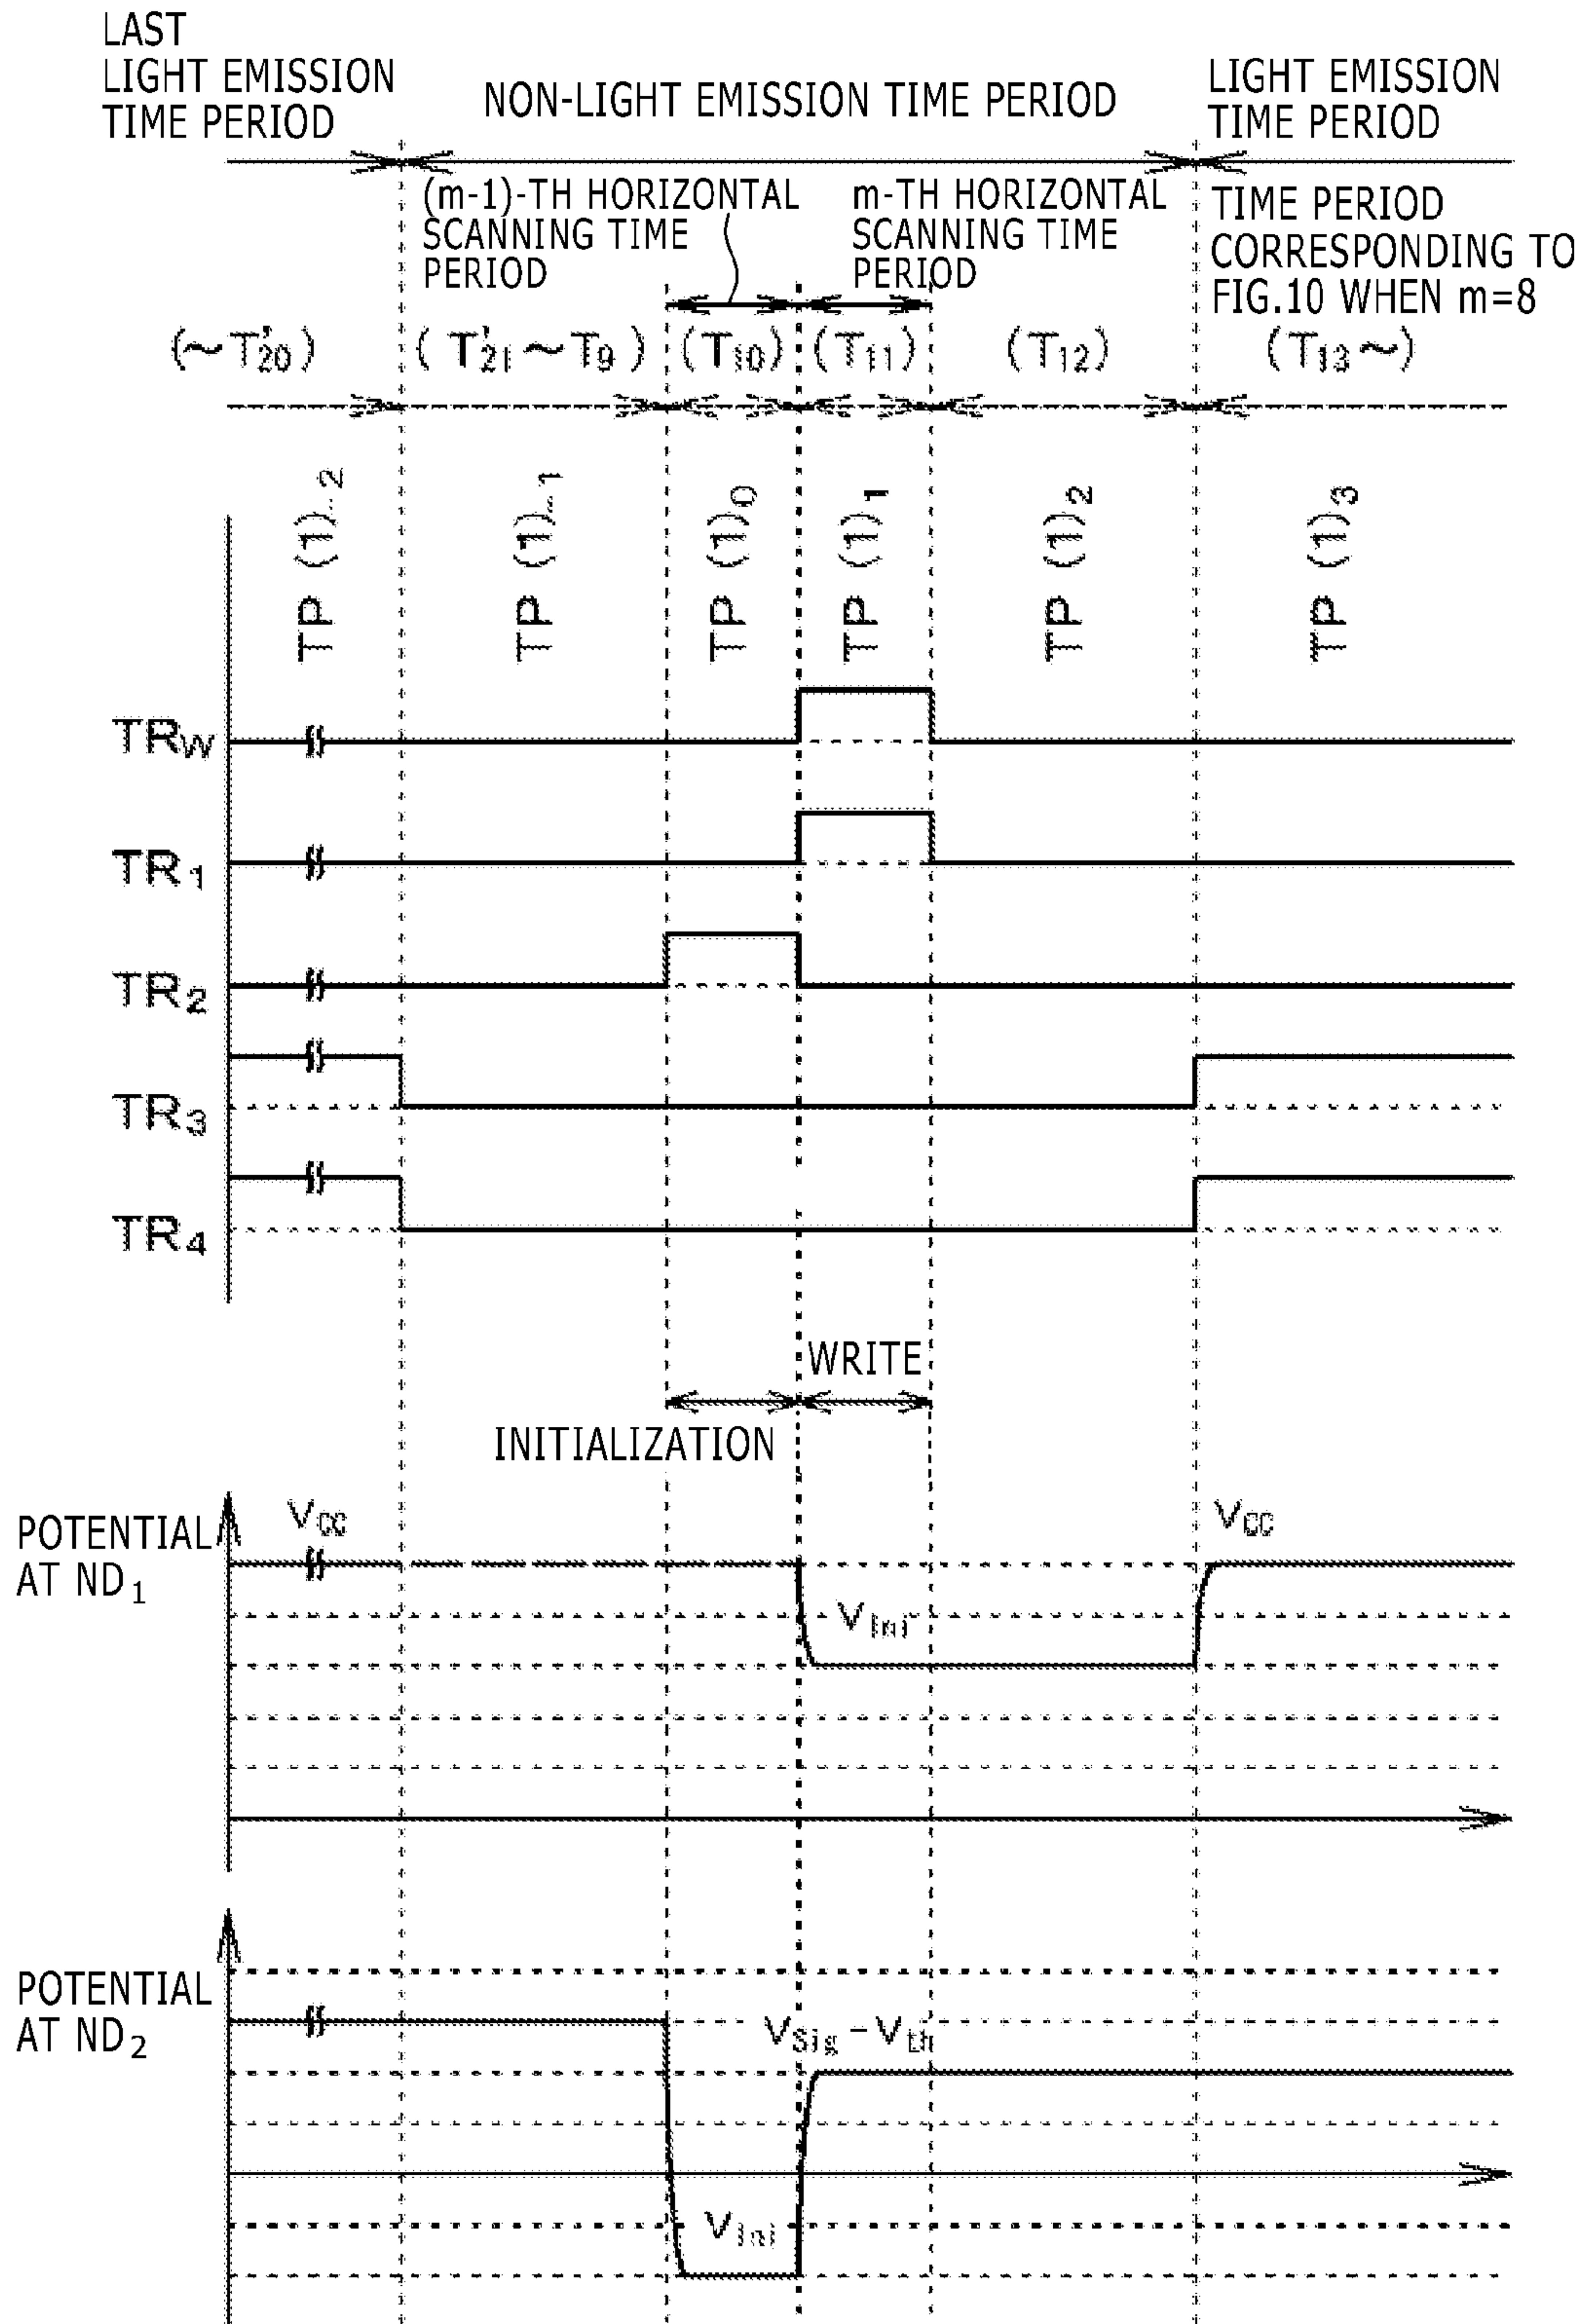 LAST
LIGHT EMISSION
TIME PERIOD
NON-LIGHT EMISSION TIME PERIOD
LIGHT EMISSION
TIME PERIOD
(m-1)-TH HORIZONTAL
SCANNING TIME
PERIOD
m-TH HORIZONTAL
SCANNING TIME
PERIOD
TIME PERIOD
CORRESPONDING TO
FIG.10 WHEN m=8
(~T'20)
(T'21~T9)
(T10)
(T11)
(T12)
(T13~)
TP (1)-2
TP (1)-1
TP (1)0
TP (1)1
TP (1)2
TP (1)3
TRW
TR1
TR2
TR3
TR4
WRITE
INITIALIZATION
POTENTIAL
AT ND1
VCC
VIni
VCC
POTENTIAL
AT ND2
VSig-Vth
VIni